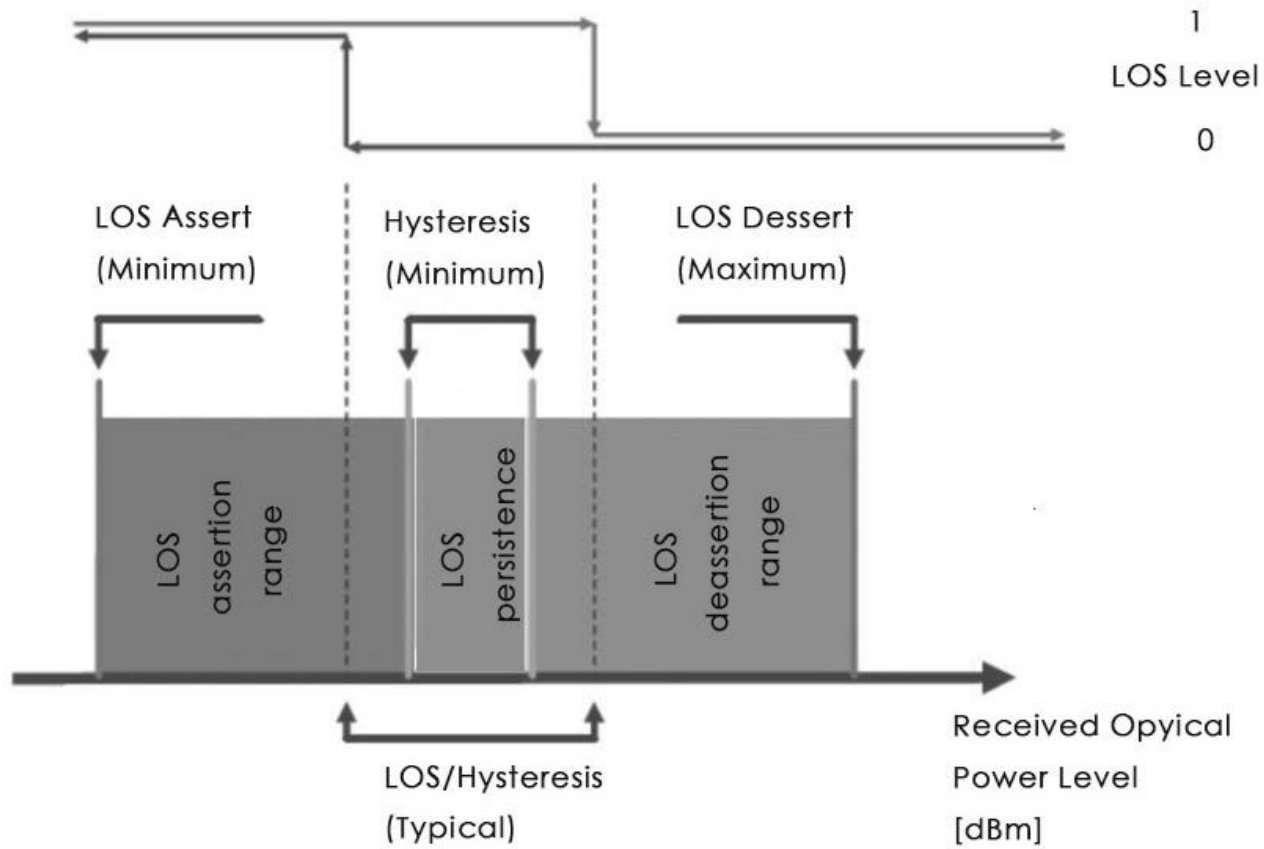 1
LOS Level
0
LOS Assert
(Minimum)
Hysteresis
(Minimum)
LOS Dessert
(Maximum)
LOS
assertion
range
LOS
persistence
LOS
deassertion
range
LOS/Hysteresis
(Typical)
Received Opyical
Power Level
[dBm]